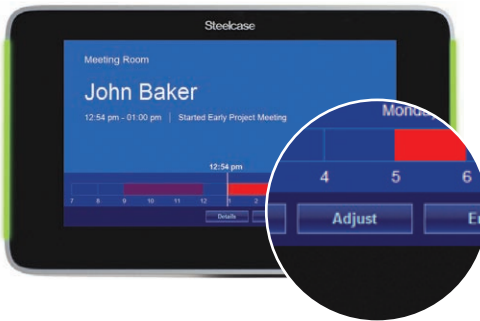 Steelcase
Meeting Room
John Baker
12:54 pm - 01:00 pm | Started Early Project Meeting
12:54 pm
7 8 9 10 11 12 1 2
Details
Monday
4 5 6
Adjust